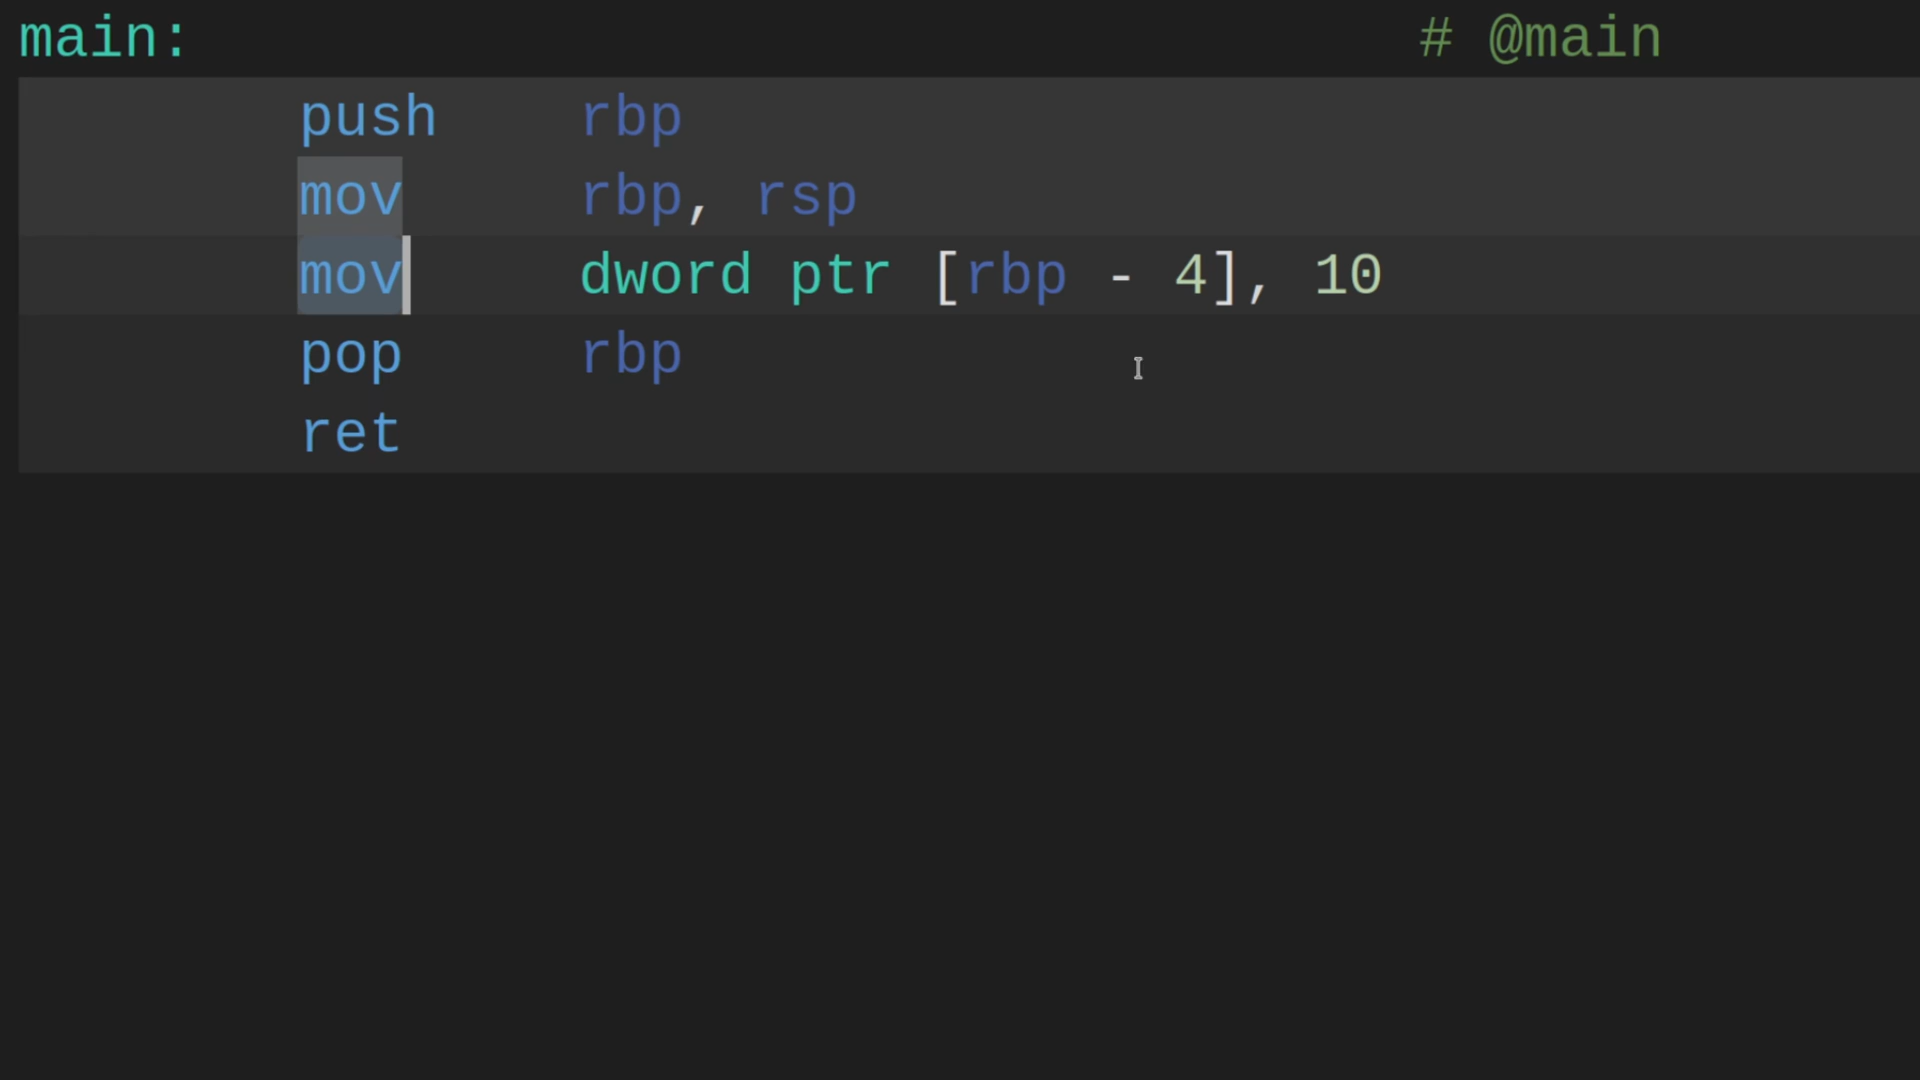 main: # @main
push rbp
mov rbp, rsp
mov dword ptr [rbp - 4], 10
pop rbp
ret